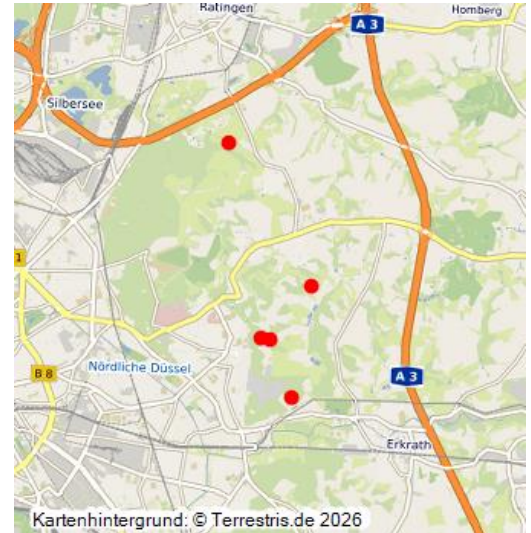 Ratingen
Homberg
A 3
Silbersee
1
Nördliche Düssel
B 8
A 3
Erkrath
Kartenhintergrund: © Terrestris.de 2026